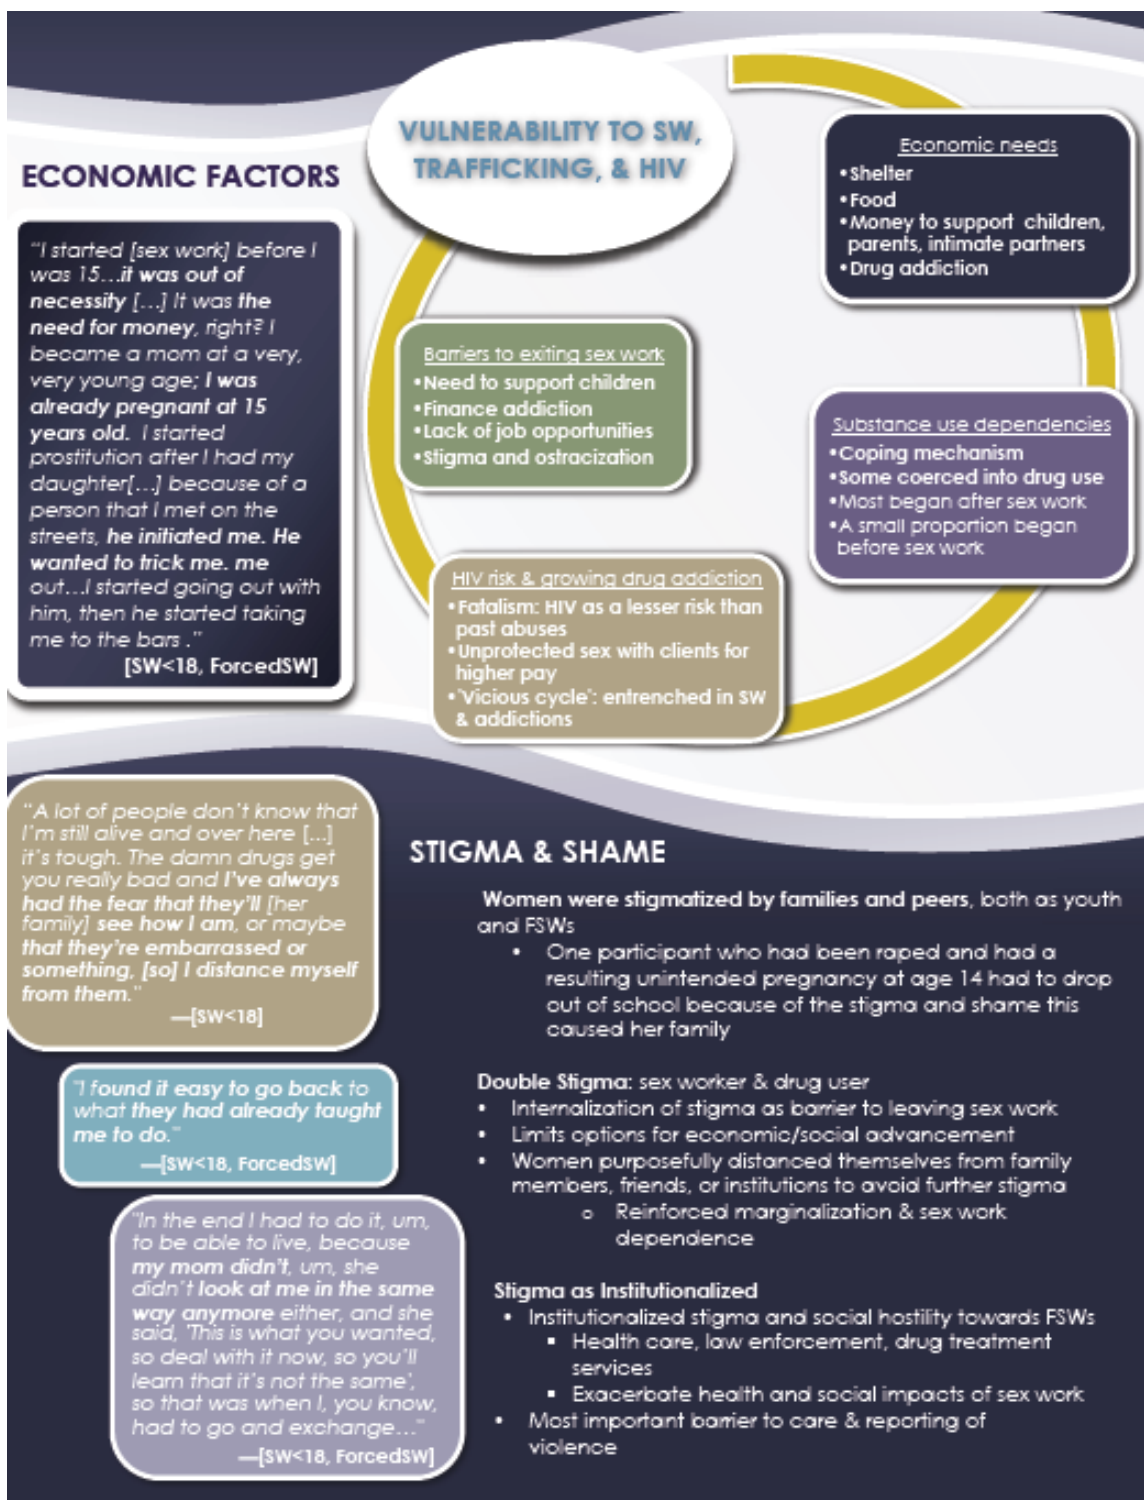 VULNERABILITY TO SW,
TRAFFICKING, & HIV
ECONOMIC FACTORS
"I started [sex work] before I
was 15...it was out of
necessity [...] It was the
need for money, right? I
became a mom at a very,
very young age; I was
already pregnant at 15
years old. I started
prostitution after I had my
daughter[...] because of a
person that I met on the
streets, he initiated me. He
wanted to trick me. me
out...I started going out with
him, then he started taking
me to the bars ."
[SW<18, ForcedSW]
Economic needs
•Shelter
•Food
•Money to support children,
parents, intimate partners
•Drug addiction
Substance use dependencies
•Coping mechanism
•Some coerced into drug use
•Most began after sex work
•A small proportion began
before sex work
HIV risk & growing drug addiction
•Fatalism: HIV as a lesser risk than
past abuses
•Unprotected sex with clients for
higher pay
•'Vicious cycle': entrenched in SW
& addictions
Barriers to exiting sex work
•Need to support children
•Finance addiction
•Lack of job opportunities
•Stigma and ostracization
"A lot of people don't know that
I'm still alive and over here [...]
it's tough. The damn drugs get
you really bad and I've always
had the fear that they'll [her
family] see how I am, or maybe
that they're embarrassed or
something, [so] I distance myself
from them."
—[SW<18]
"I found it easy to go back to
what they had already taught
me to do."
—[SW<18, ForcedSW]
"In the end I had to do it, um,
to be able to live, because
my mom didn't, um, she
didn't look at me in the same
way anymore either, and she
said, 'This is what you wanted,
so deal with it now, so you'll
learn that it's not the same',
so that was when I, you know,
had to go and exchange..."
—[SW<18, ForcedSW]
STIGMA & SHAME
Women were stigmatized by families and peers, both as youth
and FSWs
• One participant who had been raped and had a
resulting unintended pregnancy at age 14 had to drop
out of school because of the stigma and shame this
caused her family
Double Stigma: sex worker & drug user
• Internalization of stigma as barrier to leaving sex work
• Limits options for economic/social advancement
• Women purposefully distanced themselves from family
members, friends, or institutions to avoid further stigma
o Reinforced marginalization & sex work
dependence
Stigma as Institutionalized
• Institutionalized stigma and social hostility towards FSWs
▪ Health care, law enforcement, drug treatment
services
▪ Exacerbate health and social impacts of sex work
• Most important barrier to care & reporting of
violence